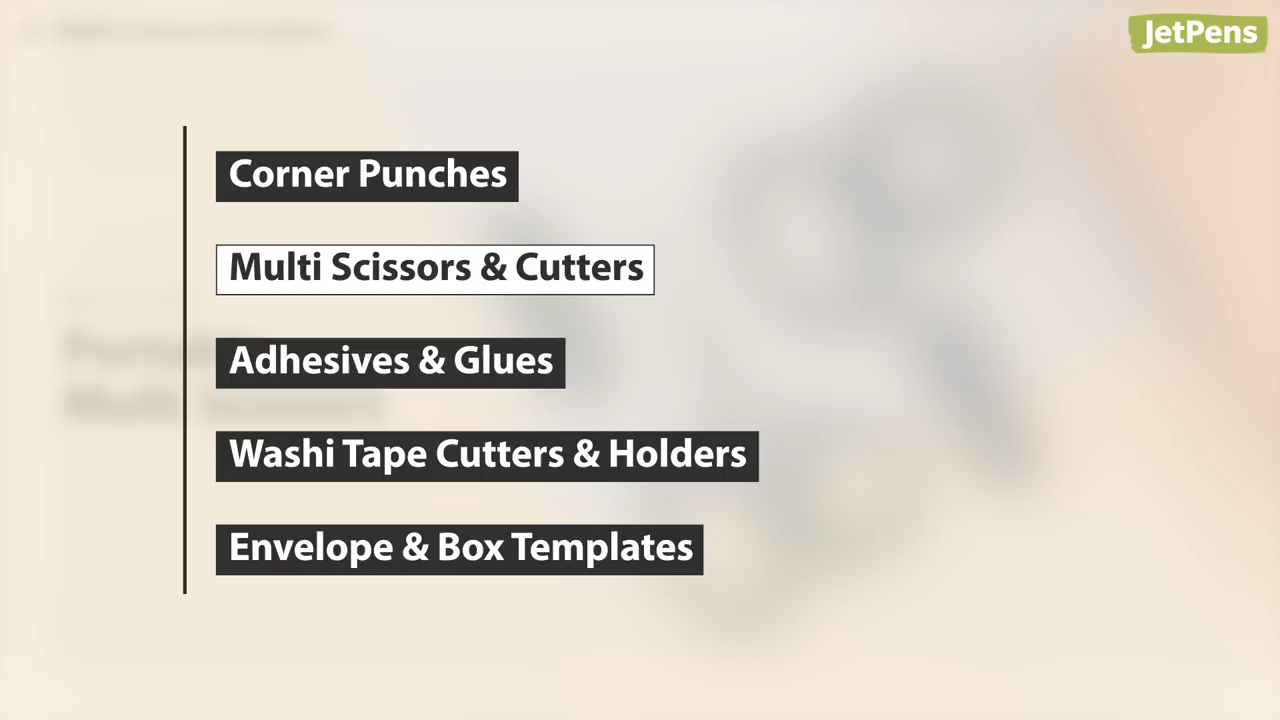 JetPens
Corner Punches
Multi Scissors & Cutters
Adhesives & Glues
Washi Tape Cutters & Holders
Envelope & Box Templates